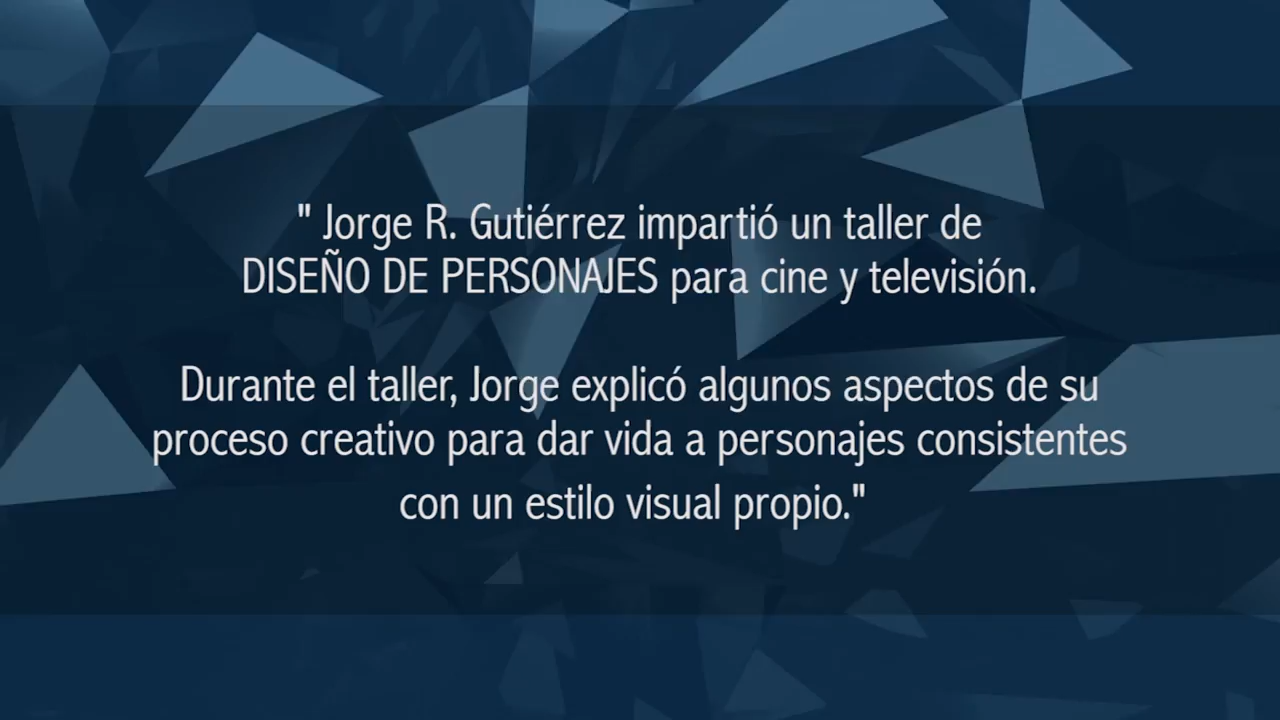 " Jorge R. Gutiérrez impartió un taller de
DISEÑO DE PERSONAJES para cine y televisión.
Durante el taller, Jorge explicó algunos aspectos de su
proceso creativo para dar vida a personajes consistentes
con un estilo visual propio."